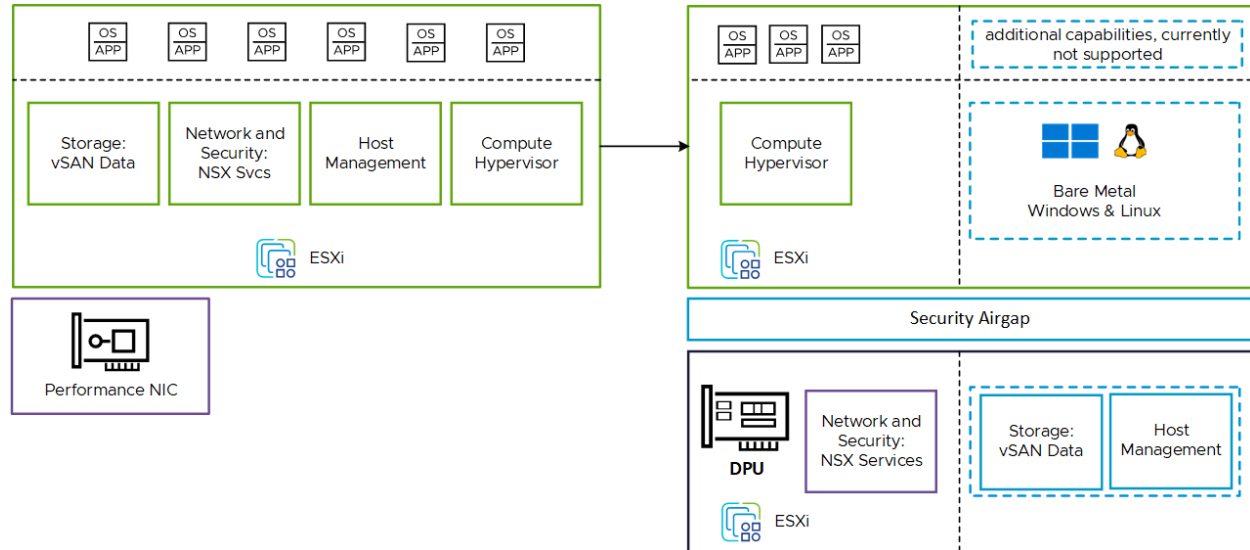 OS
APP
OS
APP
OS
APP
OS
APP
OS
APP
OS
APP
Storage:
vSAN Data
Network and
Security:
NSX Svcs
Host
Management
Compute
Hypervisor
ESXi
Performance NIC
OS
APP
OS
APP
OS
APP
additional capabilities, currently
not supported
Compute
Hypervisor
Bare Metal
Windows & Linux
ESXi
Security Airgap
DPU
Network and
Security:
NSX Services
Storage:
vSAN Data
Host
Management
ESXi